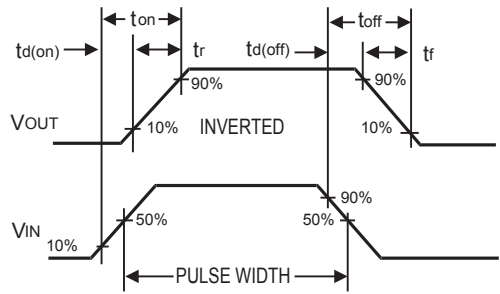 ton toff
td(on) tr td(off) tf
90% 90%
VOUT 10% INVERTED 10%
90%
VIN 50% 50%
10%
PULSE WIDTH